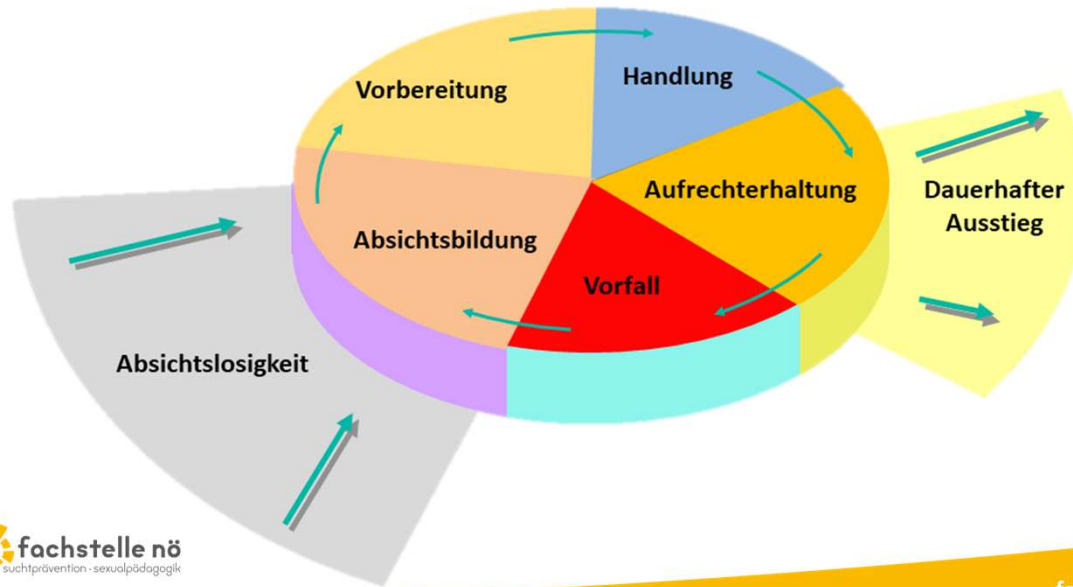 Vorbereitung
Handlung
Absichtsbildung
Aufrechterhaltung
Dauerhafter
Ausstieg
Vorfall
Absichtslosigkeit
fachstelle nö
suchtprävention - sexualpädagogik